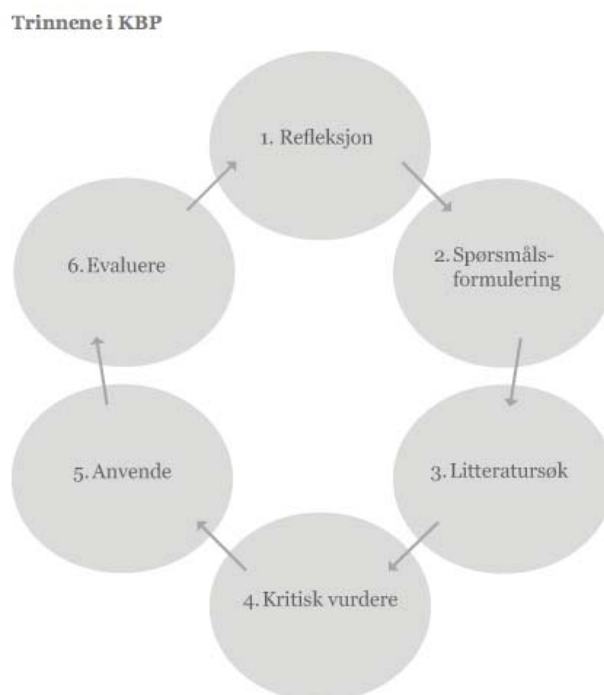 Trinnene i KBP
1. Refleksjon
2. Spørsmåls-
formulering
3. Litteratursøk
4. Kritisk vurdere
5. Anvende
6. Evaluere